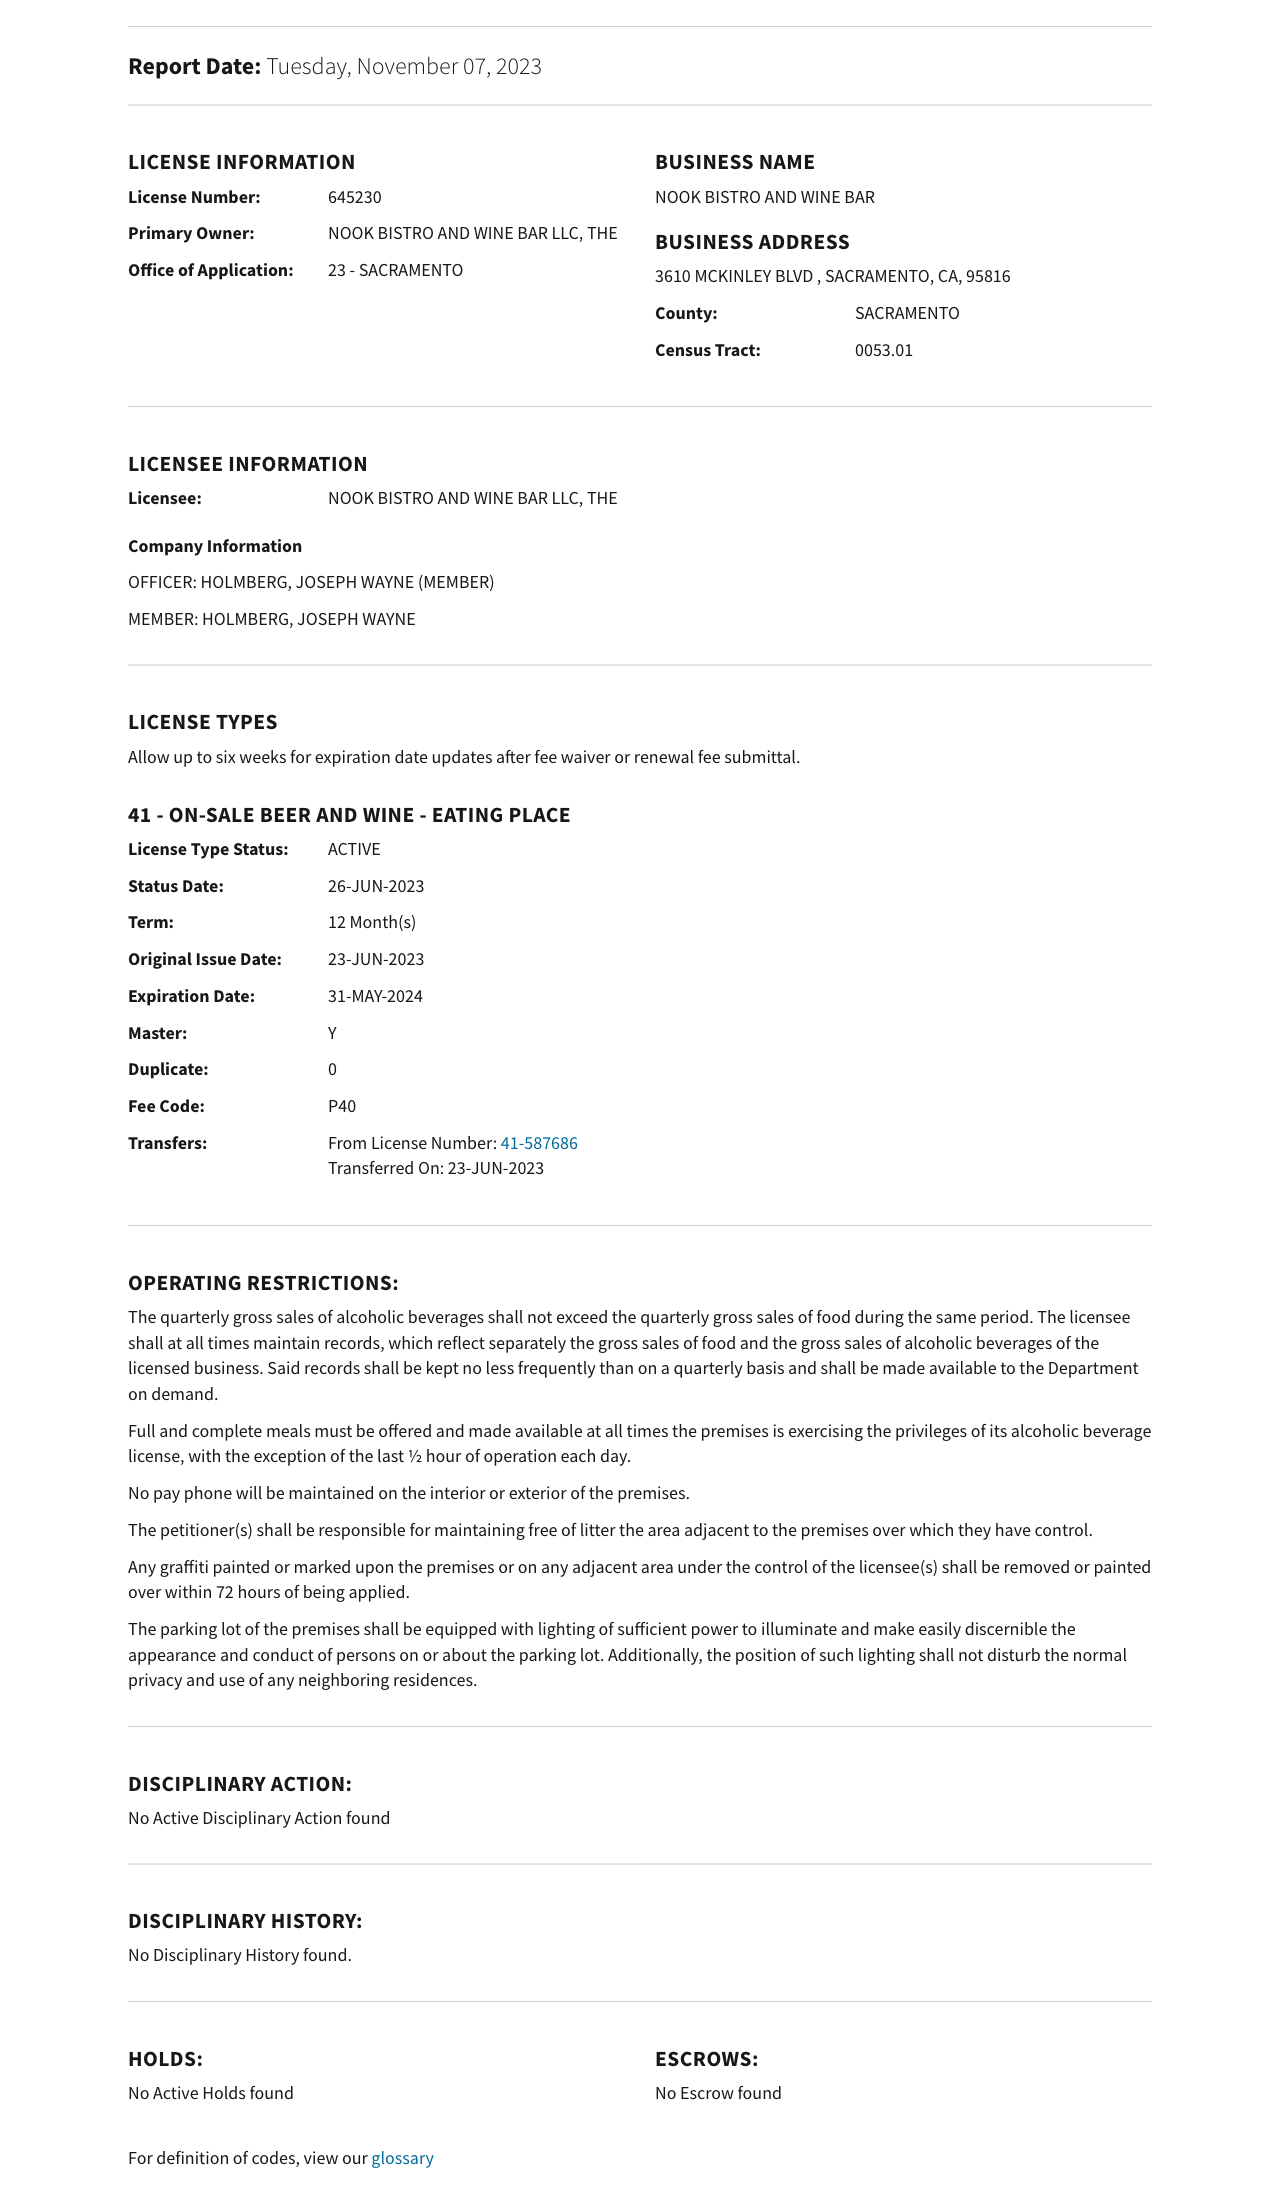 Report Date: Tuesday, November 07, 2023
LICENSE INFORMATION
License Number: 645230
Primary Owner: NOOK BISTRO AND WINE BAR LLC, THE
Office of Application: 23 - SACRAMENTO
BUSINESS NAME
NOOK BISTRO AND WINE BAR
BUSINESS ADDRESS
3610 MCKINLEY BLVD , SACRAMENTO, CA, 95816
County: SACRAMENTO
Census Tract: 0053.01
LICENSEE INFORMATION
Licensee: NOOK BISTRO AND WINE BAR LLC, THE
Company Information
OFFICER: HOLMBERG, JOSEPH WAYNE (MEMBER)
MEMBER: HOLMBERG, JOSEPH WAYNE
LICENSE TYPES
Allow up to six weeks for expiration date updates after fee waiver or renewal fee submittal.
41 - ON-SALE BEER AND WINE - EATING PLACE
License Type Status: ACTIVE
Status Date: 26-JUN-2023
Term: 12 Month(s)
Original Issue Date: 23-JUN-2023
Expiration Date: 31-MAY-2024
Master: Y
Duplicate: 0
Fee Code: P40
Transfers: From License Number: 41-587686
Transferred On: 23-JUN-2023
OPERATING RESTRICTIONS:
The quarterly gross sales of alcoholic beverages shall not exceed the quarterly gross sales of food during the same period. The licensee
shall at all times maintain records, which reflect separately the gross sales of food and the gross sales of alcoholic beverages of the
licensed business. Said records shall be kept no less frequently than on a quarterly basis and shall be made available to the Department
on demand.
Full and complete meals must be offered and made available at all times the premises is exercising the privileges of its alcoholic beverage
license, with the exception of the last ½ hour of operation each day.
No pay phone will be maintained on the interior or exterior of the premises.
The petitioner(s) shall be responsible for maintaining free of litter the area adjacent to the premises over which they have control.
Any graffiti painted or marked upon the premises or on any adjacent area under the control of the licensee(s) shall be removed or painted
over within 72 hours of being applied.
The parking lot of the premises shall be equipped with lighting of sufficient power to illuminate and make easily discernible the
appearance and conduct of persons on or about the parking lot. Additionally, the position of such lighting shall not disturb the normal
privacy and use of any neighboring residences.
DISCIPLINARY ACTION:
No Active Disciplinary Action found
DISCIPLINARY HISTORY:
No Disciplinary History found.
HOLDS:
No Active Holds found
ESCROWS:
No Escrow found
For definition of codes, view our glossary